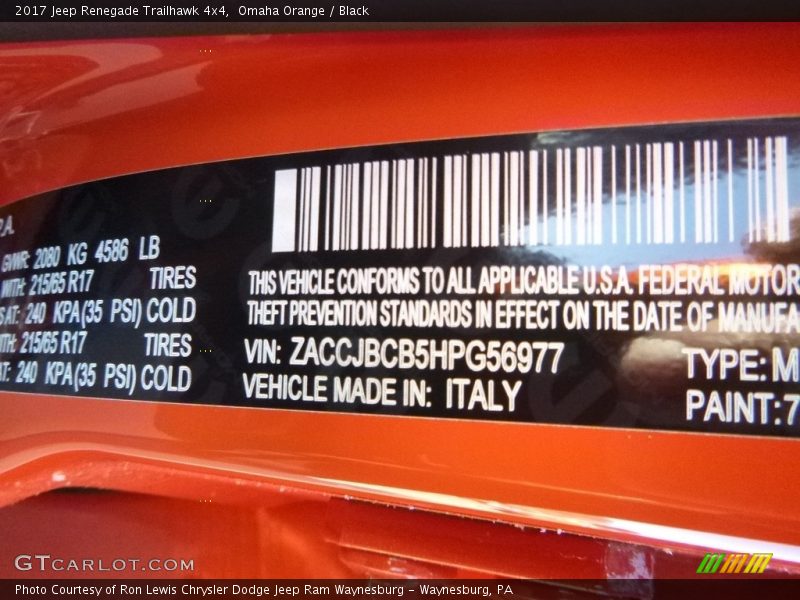 2017 Jeep Renegade Trailhawk 4x4, Omaha Orange / Black
GVWR: 2080 KG 4586 LB
WITH: 215/65 R17 TIRES
240 KPA(35 PSI) COLD
215/65 R17 TIRES
240 KPA(35 PSI) COLD
THIS VEHICLE CONFORMS TO ALL APPLICABLE U.S.A. FEDERAL MOTOR
THEFT PREVENTION STANDARDS IN EFFECT ON THE DATE OF MANUFA
VIN: ZACCJBCB5HPG56977
VEHICLE MADE IN: ITALY
TYPE: M
PAINT:7
GTCARLOT.COM
Photo Courtesy of Ron Lewis Chrysler Dodge Jeep Ram Waynesburg - Waynesburg, PA